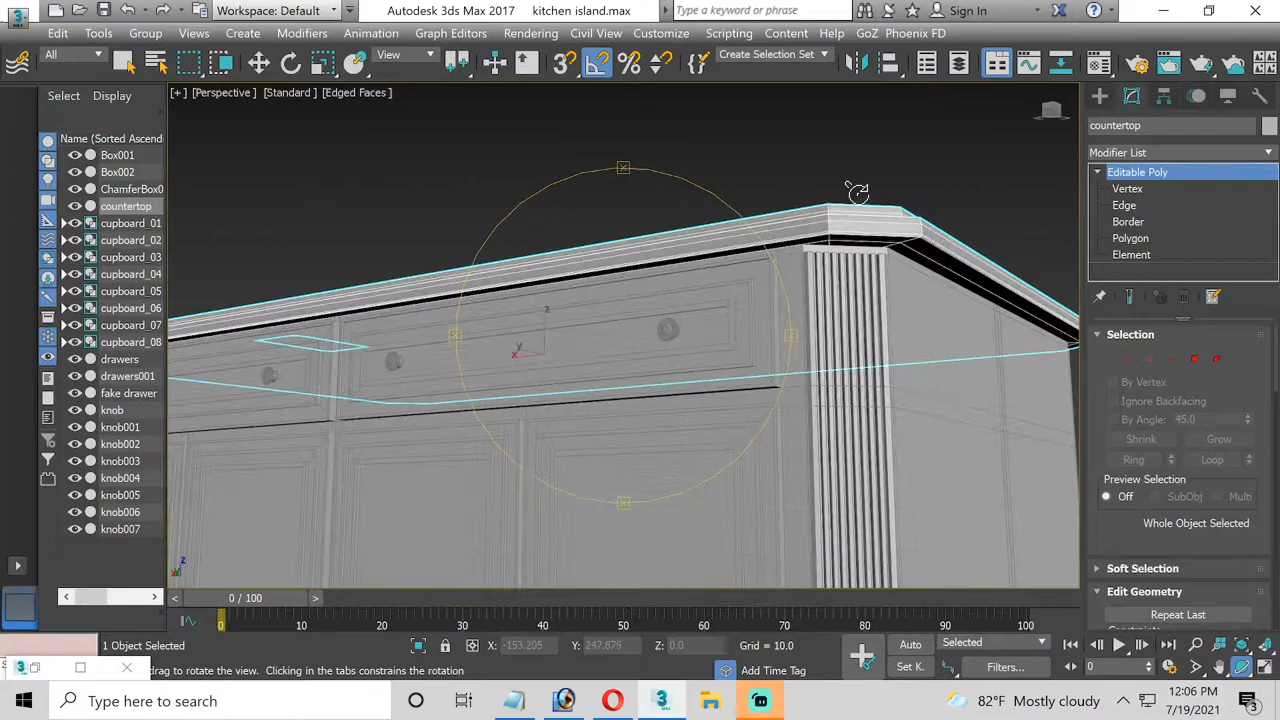 Workspace: Default
Autodesk 3ds Max 2017    kitchen island.max
Type a keyword or phrase
Sign In
Edit Tools Group Views Create Modifiers Animation Graph Editors Rendering Civil View Customize Scripting Content Help GoZ Phoenix FD
All
View
Create Selection Set
Select Display
[+] [Perspective] [Standard] [Edged Faces]
Name (Sorted Ascend
Box001
Box002
ChamferBox0
countertop
cupboard_01
cupboard_02
cupboard_03
cupboard_04
cupboard_05
cupboard_06
cupboard_07
cupboard_08
drawers
drawers001
fake drawer
knob
knob001
knob002
knob003
knob004
knob005
knob006
knob007
z
y
x
z
countertop
Modifier List
Editable Poly
Vertex
Edge
Border
Polygon
Element
Selection
By Vertex
Ignore Backfacing
By Angle: 45.0
Shrink Grow
Ring Loop
Preview Selection
Off SubObj Multi
Whole Object Selected
Soft Selection
Edit Geometry
Repeat Last
0 / 100
0 10 20 30 40 50 60 70 80 90 100
1 Object Selected
X: -153.205 Y: 247.875 Z: 0.0 Grid = 10.0
Auto Selected
drag to rotate the view. Clicking in the tabs constrains the rotation
Add Time Tag
Set K. Filters... 0
Type here to search
82°F Mostly cloudy
12:06 PM
7/19/2021
3